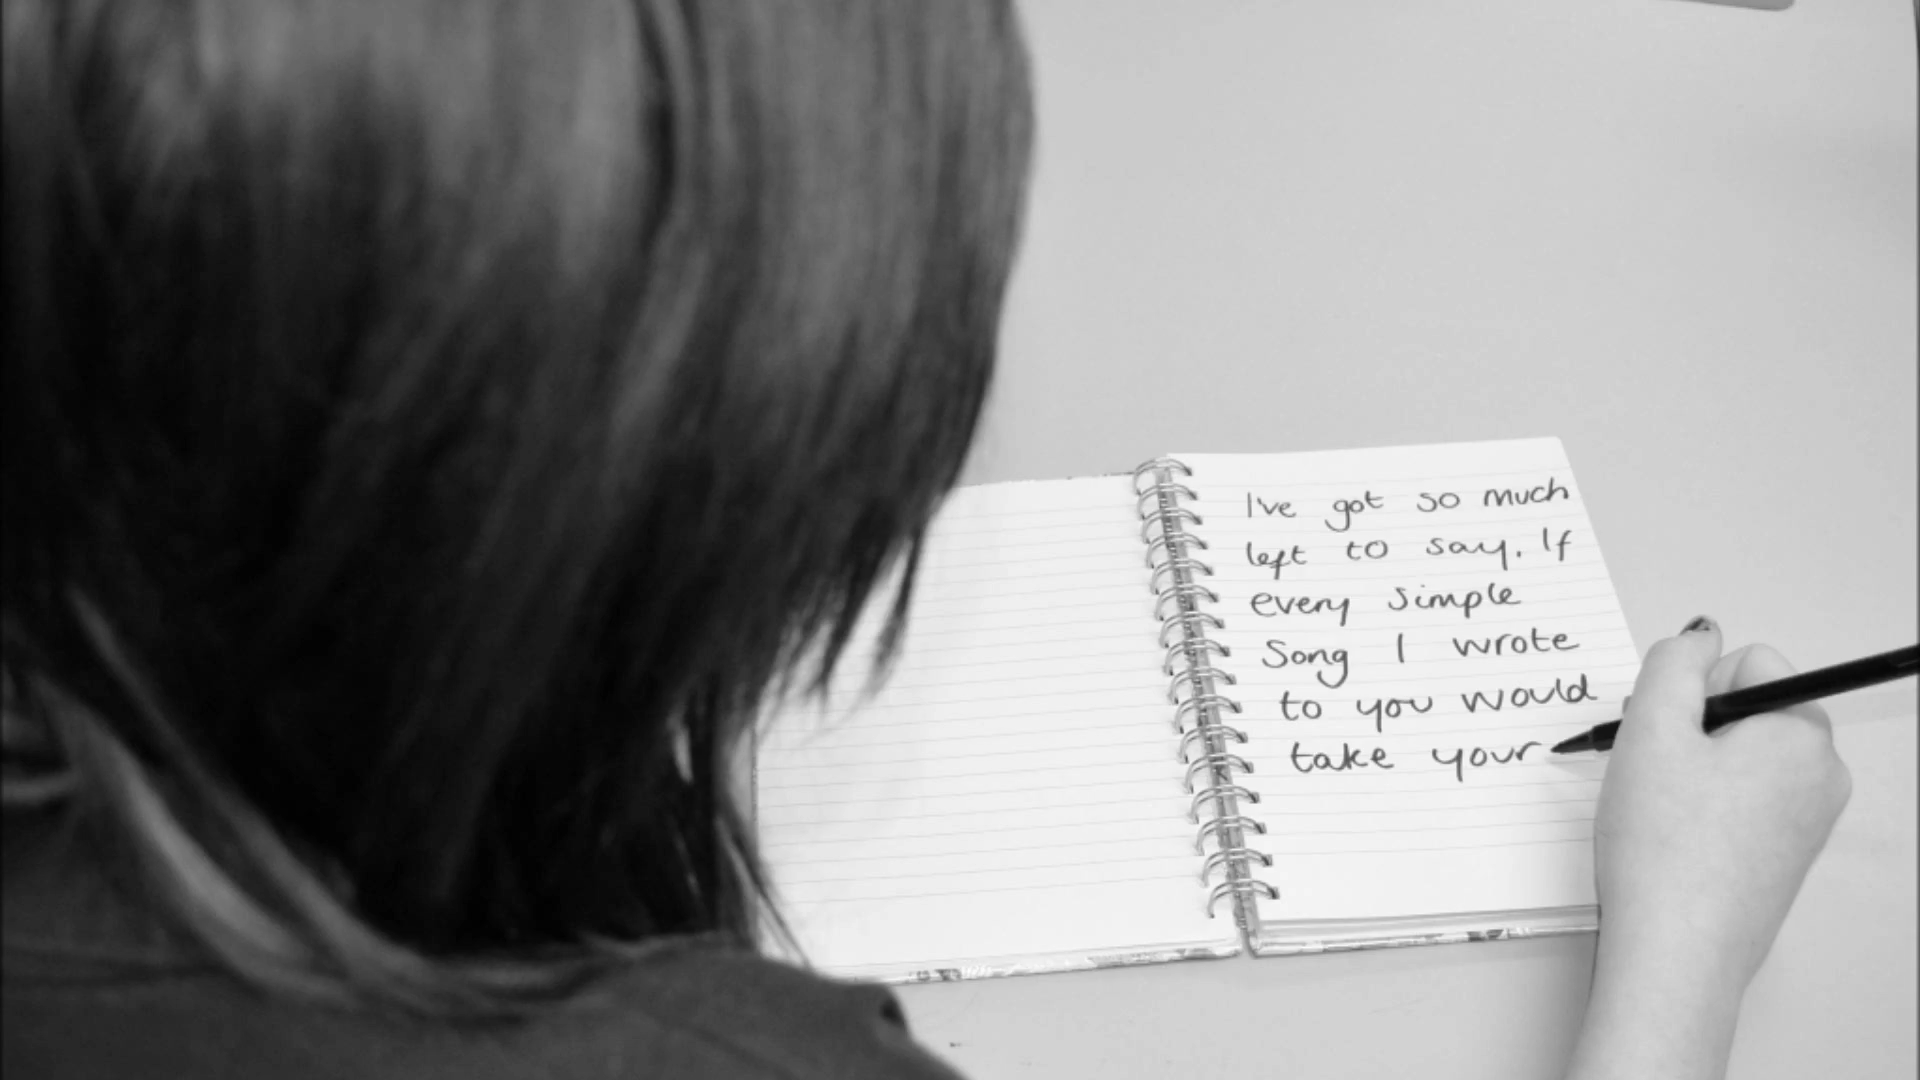 I've got so much
left to say. If
every simple
song I wrote
to you would
take your